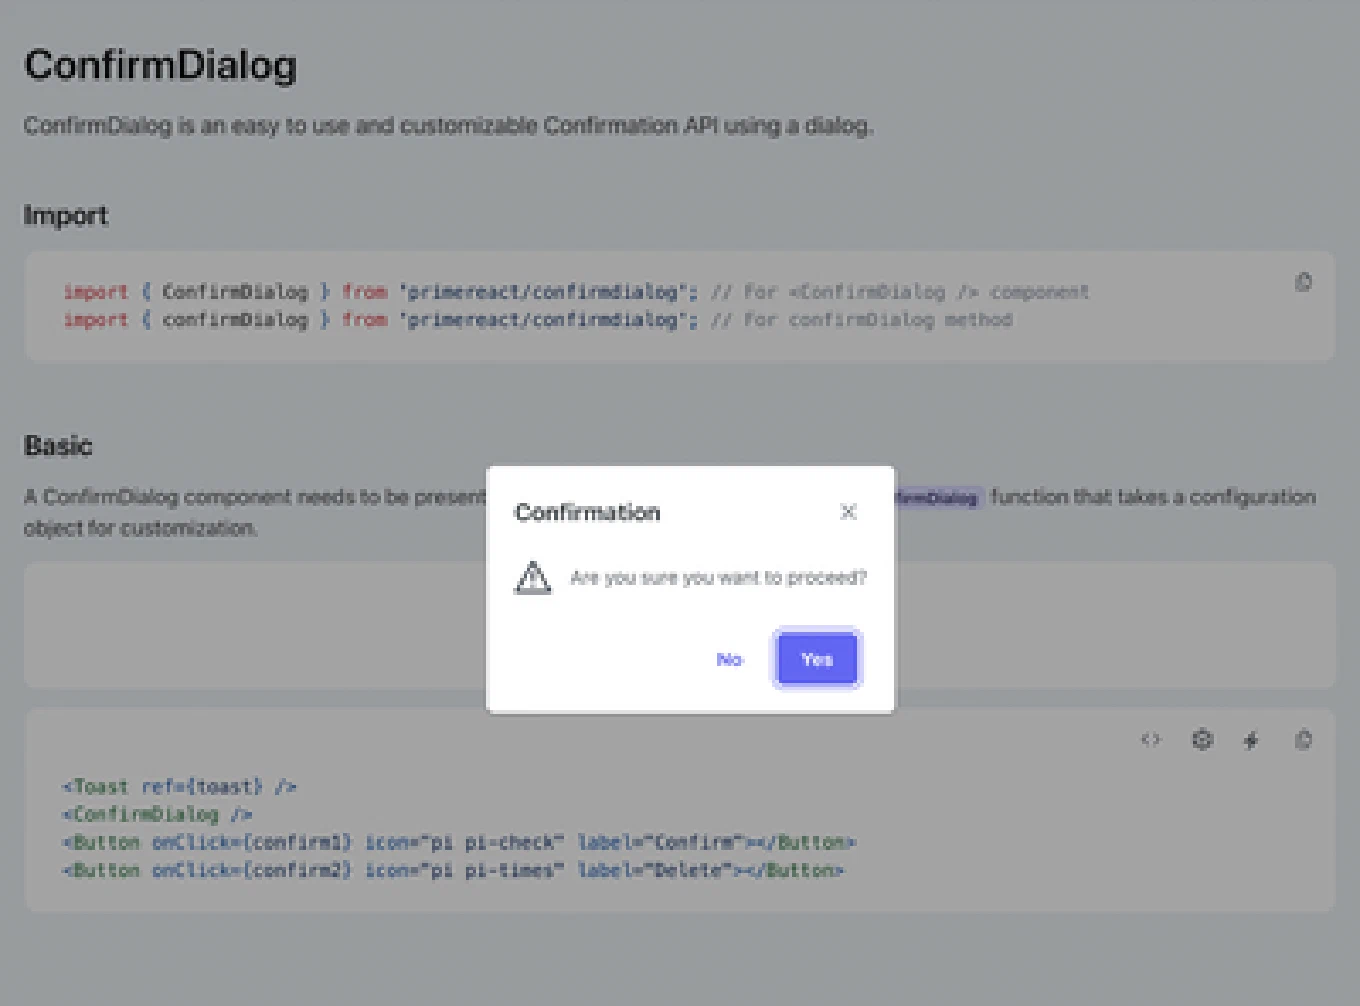 ConfirmDialog
ConfirmDialog is an easy to use and customizable Confirmation API using a dialog.
Import
import { ConfirmDialog } from 'primereact/confirmdialog'; // For <ConfirmDialog /> component
import { confirmDialog } from 'primereact/confirmdialog'; // For confirmDialog method
Basic
A ConfirmDialog component needs to be present
firmDialog function that takes a configuration
object for customization.
Confirmation
Are you sure you want to proceed?
No Yes
<Toast ref={toast} />
<ConfirmDialog />
<Button onClick={confirm1} icon="pi pi-check" label="Confirm"></Button>
<Button onClick={confirm2} icon="pi pi-times" label="Delete"></Button>